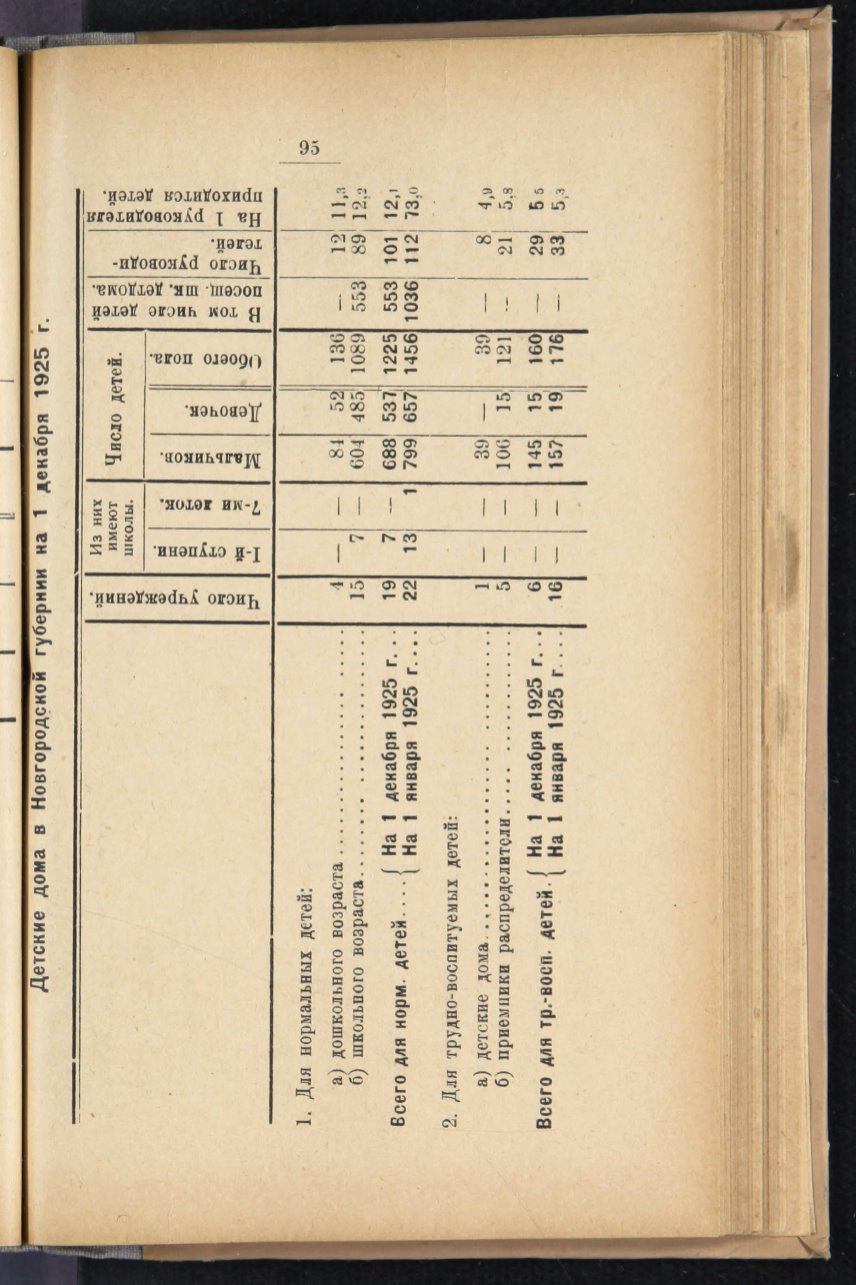 95
Детские дома в Новгородской губернии на 1 декабря 1925 г.
Число учреждений.
Из них имеют школы.
I-й ступени.
7-ми леток.
Число детей.
Мальчиков.
Девочек.
Обоего пола.
В том числе детей посещ. шк. детдома.
Число руководителей.
На 1 руководителя приходится детей.
1. Для нормальных детей:
а) дошкольного возраста 4 — — 84 52 136 — 12 11,3
б) школьного возраста 15 7 — 604 485 1089 553 89 12,2
Всего для норм. детей { На 1 декабря 1925 г. 19 7 — 688 537 1225 553 101 12,1
На 1 января 1925 г. 22 13 1 799 657 1456 1036 112 73,0
2. Для трудно-воспитуемых детей:
а) детские дома 1 — — 39 — 39 — 8 4,9
б) приемники распределители 5 — — 106 15 121 — 21 5,8
Всего для тр.-восп. детей. { На 1 декабря 1925 г. 6 — — 145 15 160 — 29 5 5
На 1 января 1925 г. 16 — — 157 19 176 — 33 5,3